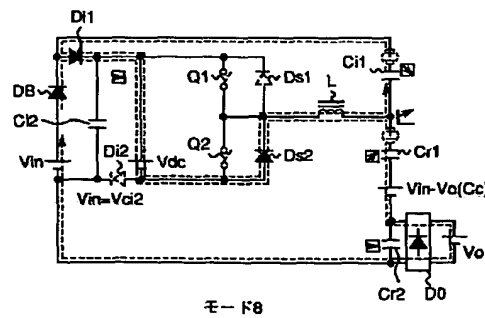 Di1
Ci1
DB
Q1
Ds1
L
Ci2
Q2
Ds2
Cr1
Vin
Di2
Vdc
Vin=Vci2
Vin-Vc(Cc)
Vo
Cr2
D0
モード8